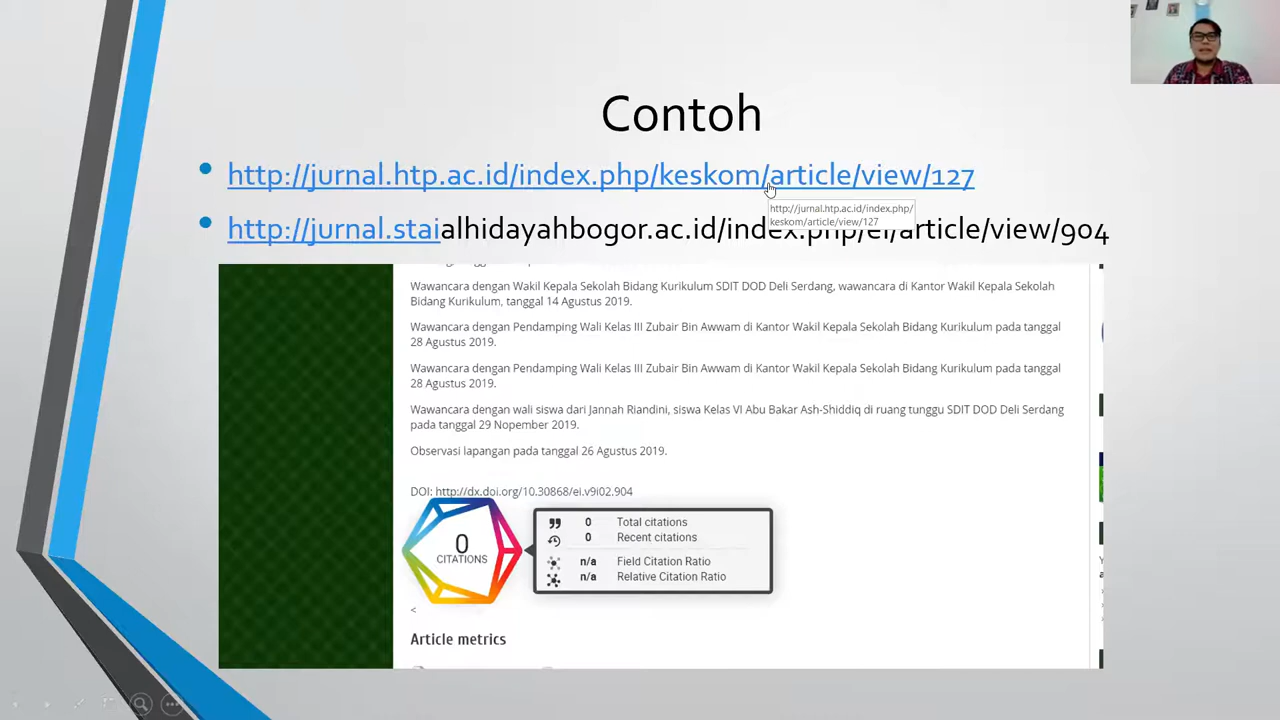 Contoh
http://jurnal.htp.ac.id/index.php/keskom/article/view/127
http://jurnal.htp.ac.id/index.php/
keskom/article/view/127
http://jurnal.staialhidayahbogor.ac.id/index.php/ei/article/view/904
Wawancara dengan Wakil Kepala Sekolah Bidang Kurikulum SDIT DOD Deli Serdang, wawancara di Kantor Wakil Kepala Sekolah
Bidang Kurikulum, tanggal 14 Agustus 2019.
Wawancara dengan Pendamping Wali Kelas III Zubair Bin Awwam di Kantor Wakil Kepala Sekolah Bidang Kurikulum pada tanggal
28 Agustus 2019.
Wawancara dengan Pendamping Wali Kelas III Zubair Bin Awwam di Kantor Wakil Kepala Sekolah Bidang Kurikulum pada tanggal
28 Agustus 2019.
Wawancara dengan wali siswa dari Jannah Riandini, siswa Kelas VI Abu Bakar Ash-Shiddiq di ruang tunggu SDIT DOD Deli Serdang
pada tanggal 29 Nopember 2019.
Observasi lapangan pada tanggal 26 Agustus 2019.
DOI: http://dx.doi.org/10.30868/ei.v9i02.904
0
CITATIONS
0 Total citations
0 Recent citations
n/a Field Citation Ratio
n/a Relative Citation Ratio
<
Article metrics